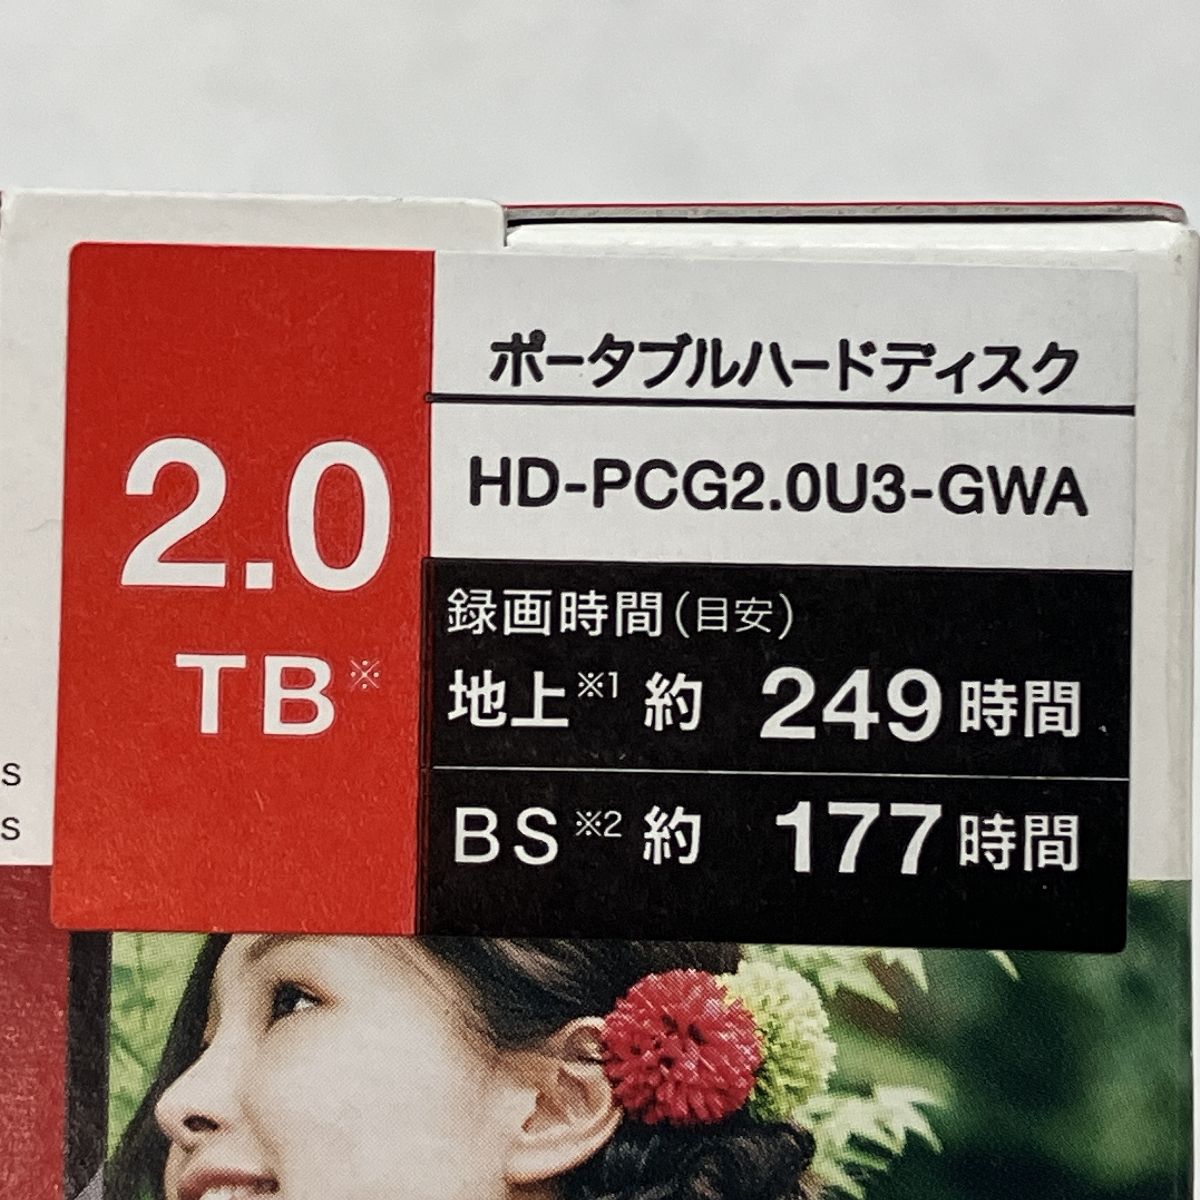 ポータブルハードディスク
HD-PCG2.0U3-GWA
2.0
TB※
録画時間(目安)
地上※1 約 249時間
BS※2 約 177時間
s
s